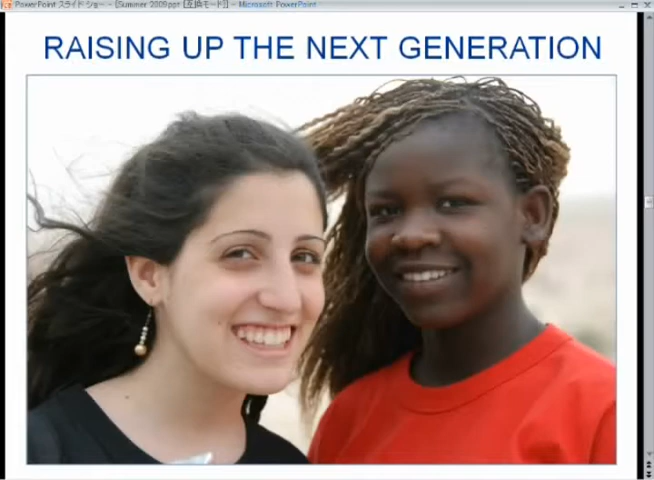 PowerPoint スライド ショー - [Summer 2009.ppt [互換モード]] - Microsoft PowerPoint
RAISING UP THE NEXT GENERATION